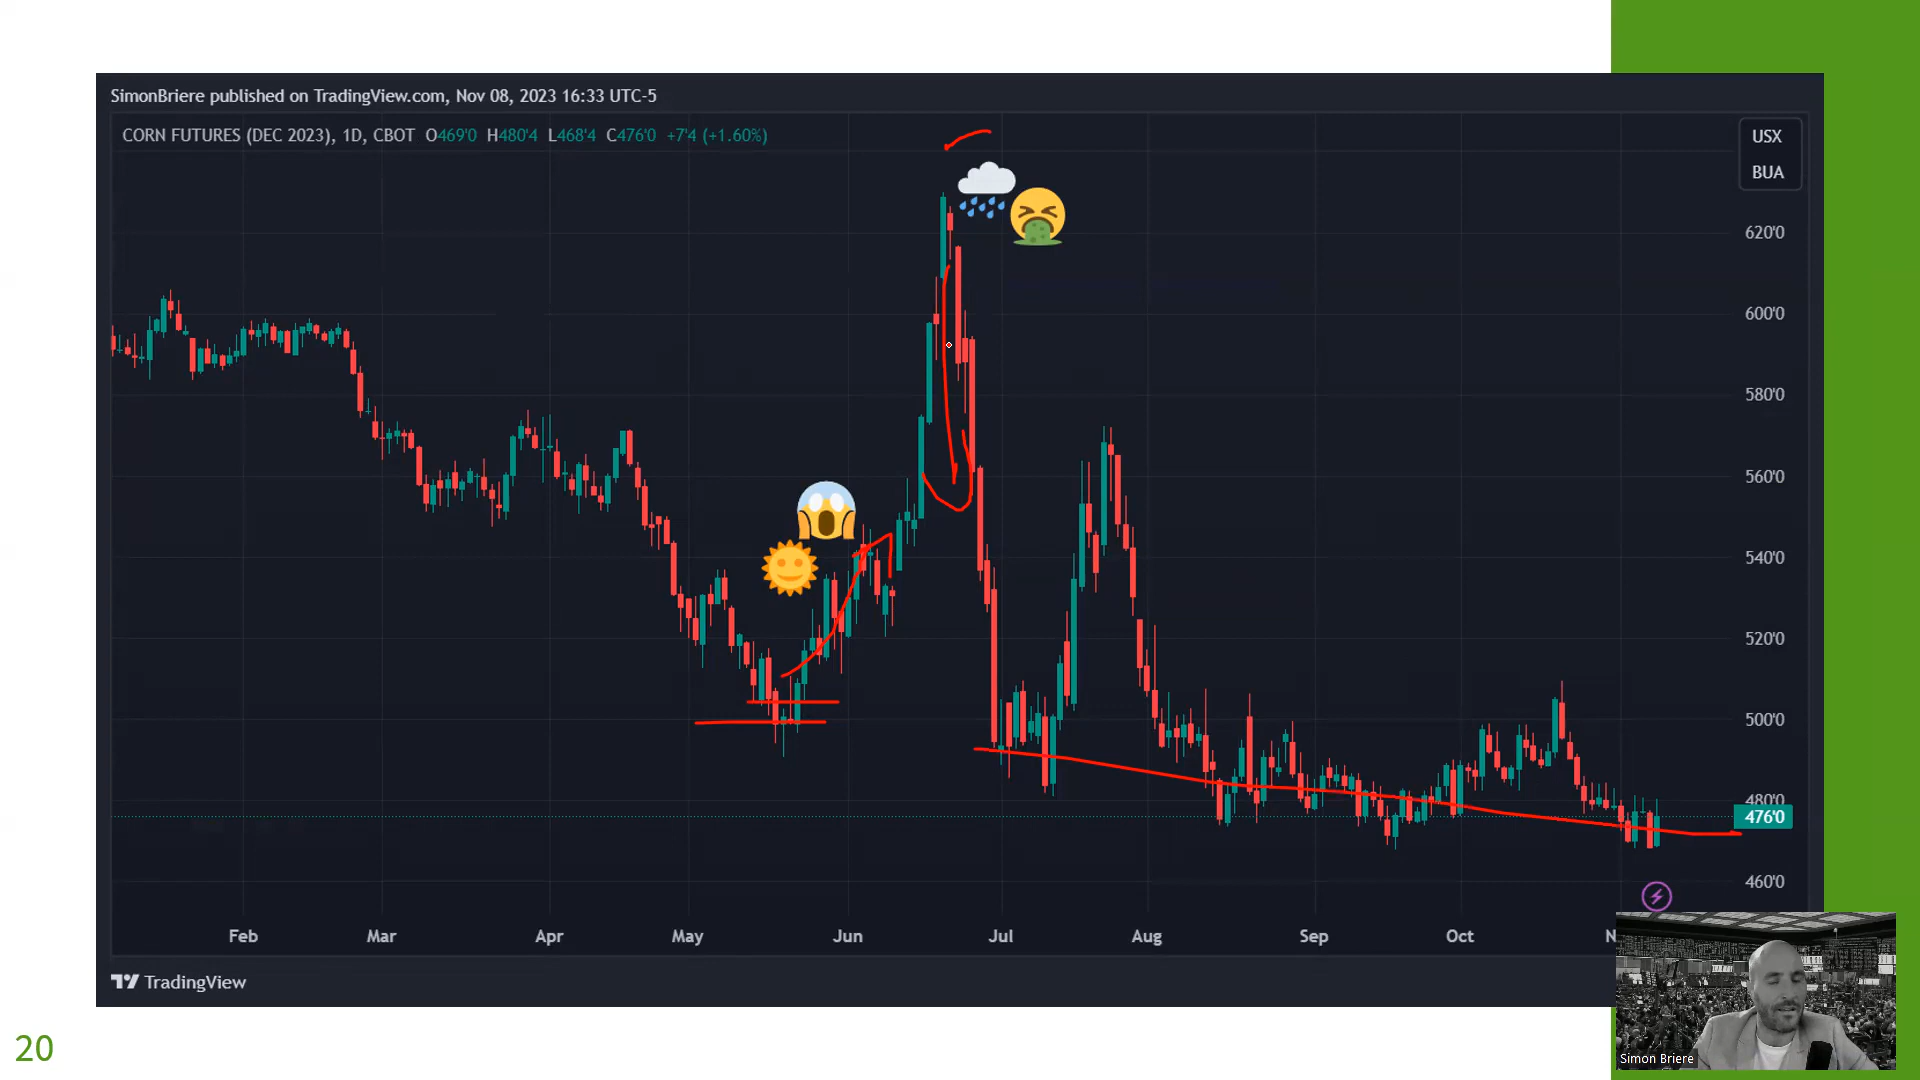 SimonBriere published on TradingView.com, Nov 08, 2023 16:33 UTC-5
CORN FUTURES (DEC 2023), 1D, CBOT O469'0 H480'4 L468'4 C476'0 +7'4 (+1.60%)
USX
BUA
620'0
600'0
580'0
560'0
540'0
520'0
500'0
480'0
476'0
460'0
Feb Mar Apr May Jun Jul Aug Sep Oct
TradingView
20
Simon Briere